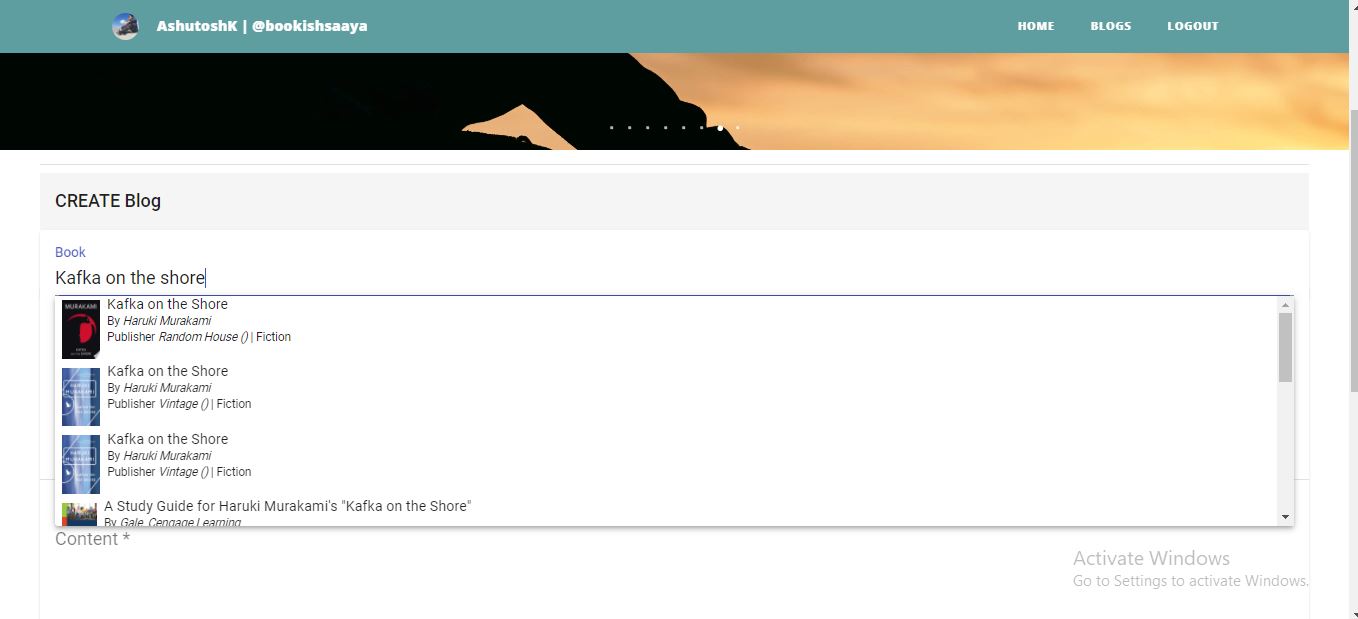 AshutoshK | @bookishsaaya
HOME BLOGS LOGOUT
CREATE Blog
Book
Kafka on the shore
MURAKAMI
Kafka on the Shore
By Haruki Murakami
Publisher Random House () | Fiction
Kafka on the Shore
By Haruki Murakami
Publisher Vintage () | Fiction
Kafka on the Shore
By Haruki Murakami
Publisher Vintage () | Fiction
A Study Guide for Haruki Murakami's "Kafka on the Shore"
By Gale, Cengage Learning
Content *
Activate Windows
Go to Settings to activate Windows.